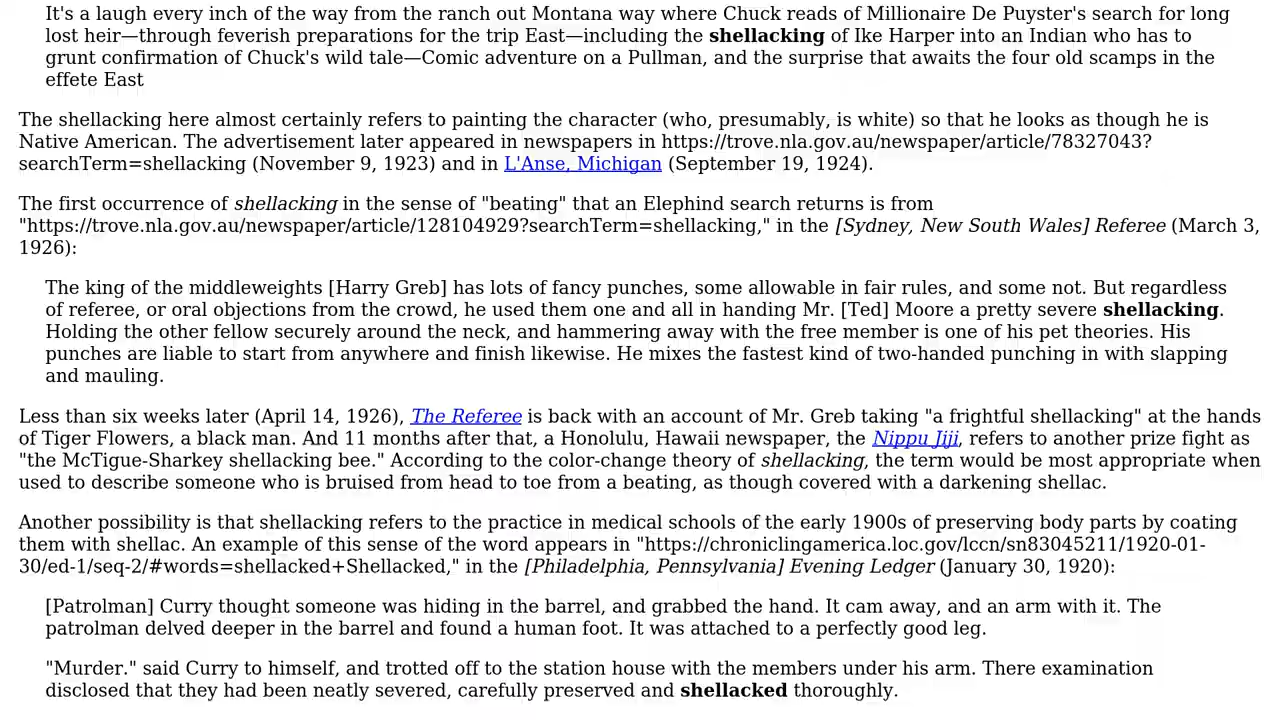 It's a laugh every inch of the way from the ranch out Montana way where Chuck reads of Millionaire De Puyster's search for long
lost heir—through feverish preparations for the trip East—including the shellacking of Ike Harper into an Indian who has to
grunt confirmation of Chuck's wild tale—Comic adventure on a Pullman, and the surprise that awaits the four old scamps in the
effete East
The shellacking here almost certainly refers to painting the character (who, presumably, is white) so that he looks as though he is
Native American. The advertisement later appeared in newspapers in https://trove.nla.gov.au/newspaper/article/78327043?
searchTerm=shellacking (November 9, 1923) and in L'Anse, Michigan (September 19, 1924).
The first occurrence of shellacking in the sense of "beating" that an Elephind search returns is from
"https://trove.nla.gov.au/newspaper/article/128104929?searchTerm=shellacking," in the [Sydney, New South Wales] Referee (March 3,
1926):
The king of the middleweights [Harry Greb] has lots of fancy punches, some allowable in fair rules, and some not. But regardless
of referee, or oral objections from the crowd, he used them one and all in handing Mr. [Ted] Moore a pretty severe shellacking.
Holding the other fellow securely around the neck, and hammering away with the free member is one of his pet theories. His
punches are liable to start from anywhere and finish likewise. He mixes the fastest kind of two-handed punching in with slapping
and mauling.
Less than six weeks later (April 14, 1926), The Referee is back with an account of Mr. Greb taking "a frightful shellacking" at the hands
of Tiger Flowers, a black man. And 11 months after that, a Honolulu, Hawaii newspaper, the Nippu Jiji, refers to another prize fight as
"the McTigue-Sharkey shellacking bee." According to the color-change theory of shellacking, the term would be most appropriate when
used to describe someone who is bruised from head to toe from a beating, as though covered with a darkening shellac.
Another possibility is that shellacking refers to the practice in medical schools of the early 1900s of preserving body parts by coating
them with shellac. An example of this sense of the word appears in "https://chroniclingamerica.loc.gov/lccn/sn83045211/1920-01-
30/ed-1/seq-2/#words=shellacked+Shellacked," in the [Philadelphia, Pennsylvania] Evening Ledger (January 30, 1920):
[Patrolman] Curry thought someone was hiding in the barrel, and grabbed the hand. It cam away, and an arm with it. The
patrolman delved deeper in the barrel and found a human foot. It was attached to a perfectly good leg.
"Murder." said Curry to himself, and trotted off to the station house with the members under his arm. There examination
disclosed that they had been neatly severed, carefully preserved and shellacked thoroughly.